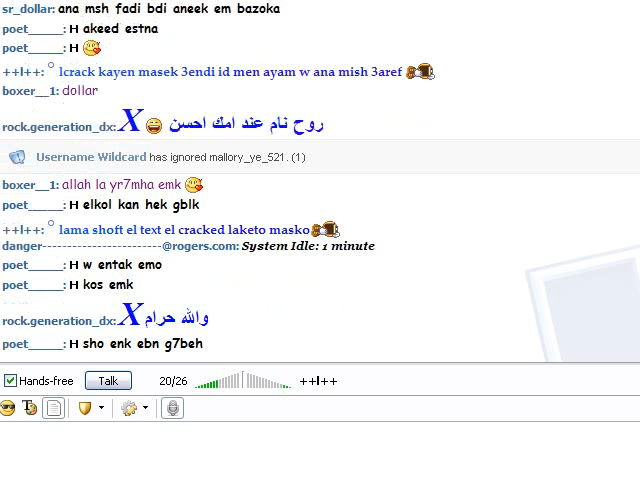 sr_dollar: ana msh fadi bdi aneek em bazoka
poet_____: H akeed estna
poet_____: H
++l++: ° lcrack kayen masek 3endi id men ayam w ana mish 3aref
boxer__1: dollar
rock.generation_dx: X روح نام عند امك احسن
Username Wildcard has ignored mallory_ye_521. (1)
boxer__1: allah la yr7mha emk
poet_____: H elkol kan hek gblk
++l++: ° lama shoft el text el cracked laketo masko
danger-----------------------@rogers.com: System Idle: 1 minute
poet_____: H w entak emo
poet_____: H kos emk
rock.generation_dx: X والله حرام
poet_____: H sho enk ebn g7beh
Hands-free Talk 20/26 ++l++